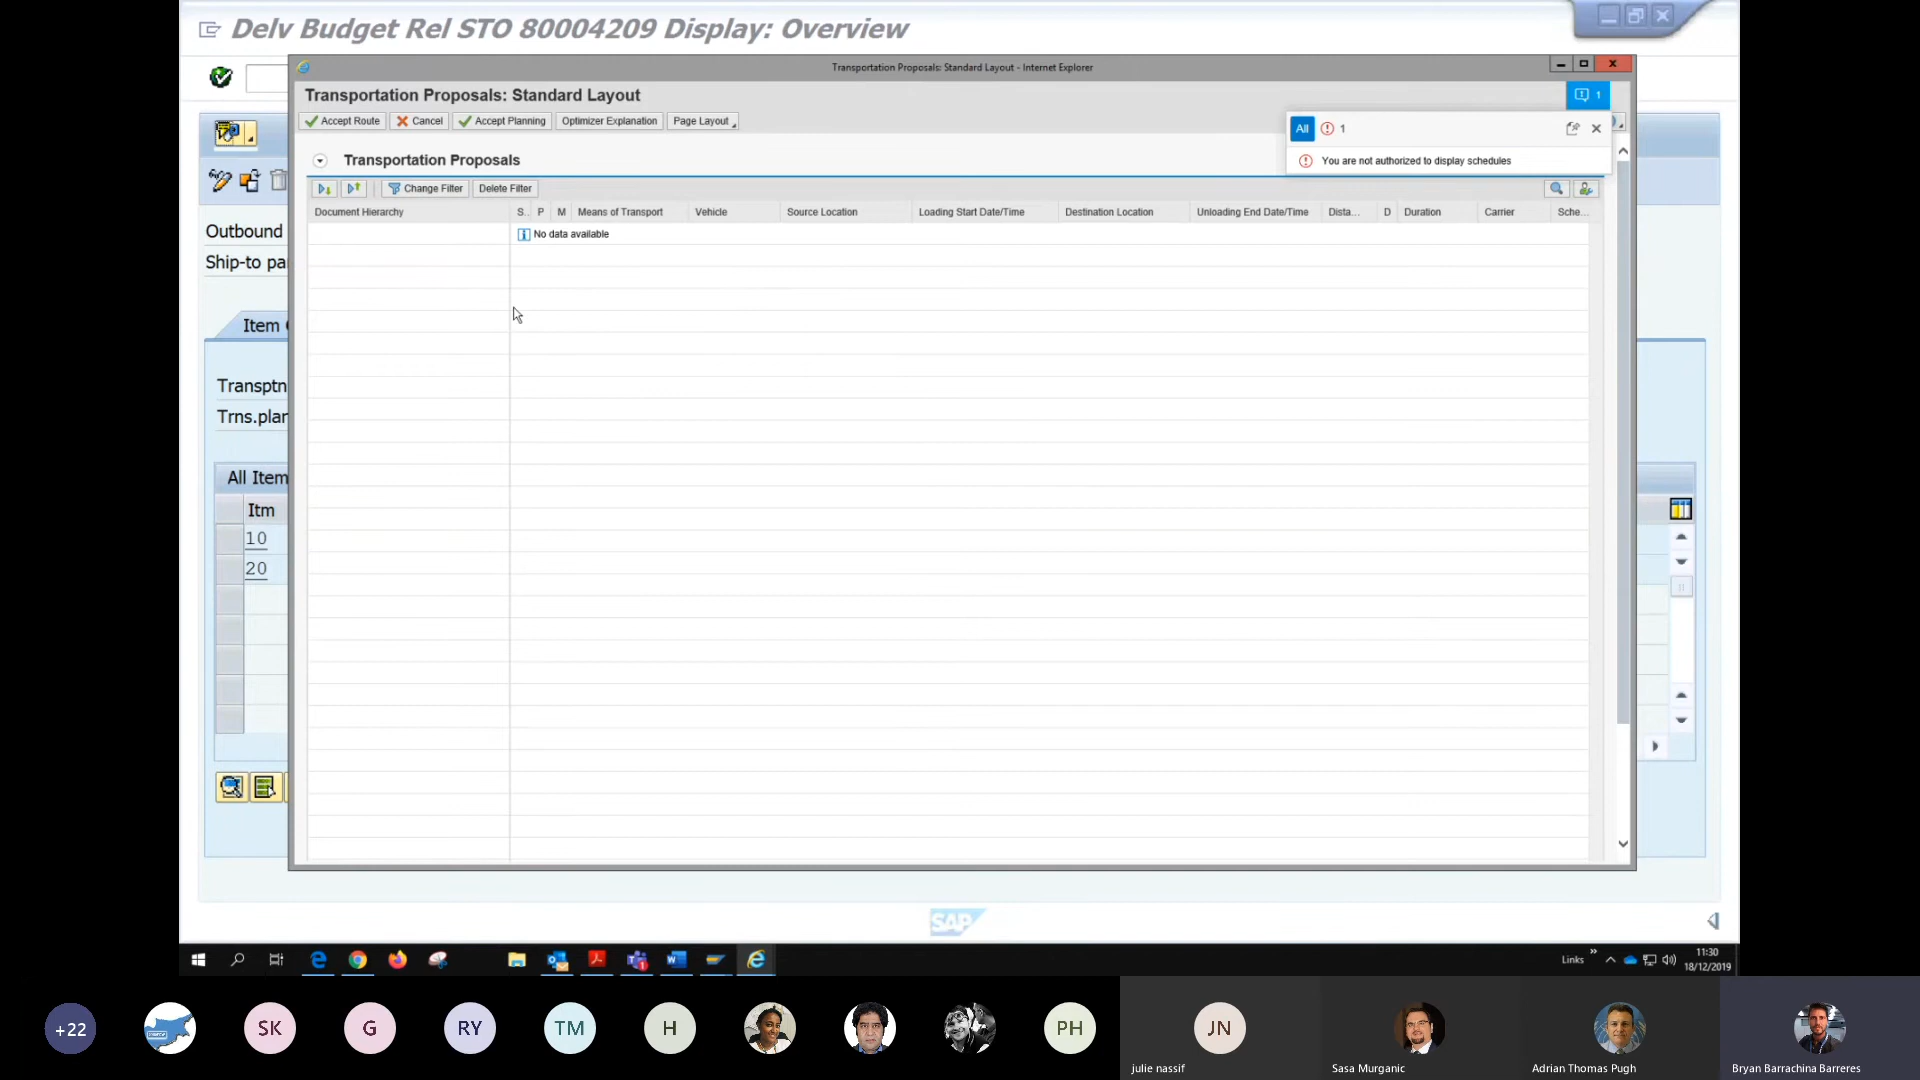 Delv Budget Rel STO 80004209 Display: Overview
Transportation Proposals: Standard Layout - Internet Explorer
Transportation Proposals: Standard Layout
1
Accept Route
Cancel
Accept Planning
Optimizer Explanation
Page Layout
All
1
You are not authorized to display schedules
Transportation Proposals
Change Filter
Delete Filter
Document Hierarchy
S..
P
M
Means of Transport
Vehicle
Source Location
Loading Start Date/Time
Destination Location
Unloading End Date/Time
Dista...
D
Duration
Carrier
Sche...
No data available
Outbound
Ship-to pa
Item
Transptn
Trns.plan
All Item
Itm
10
20
SAP
Links
11:30
18/12/2019
+22
SK
G
RY
TM
H
PH
JN
julie nassif
Sasa Murganic
Adrian Thomas Pugh
Bryan Barrachina Barreres